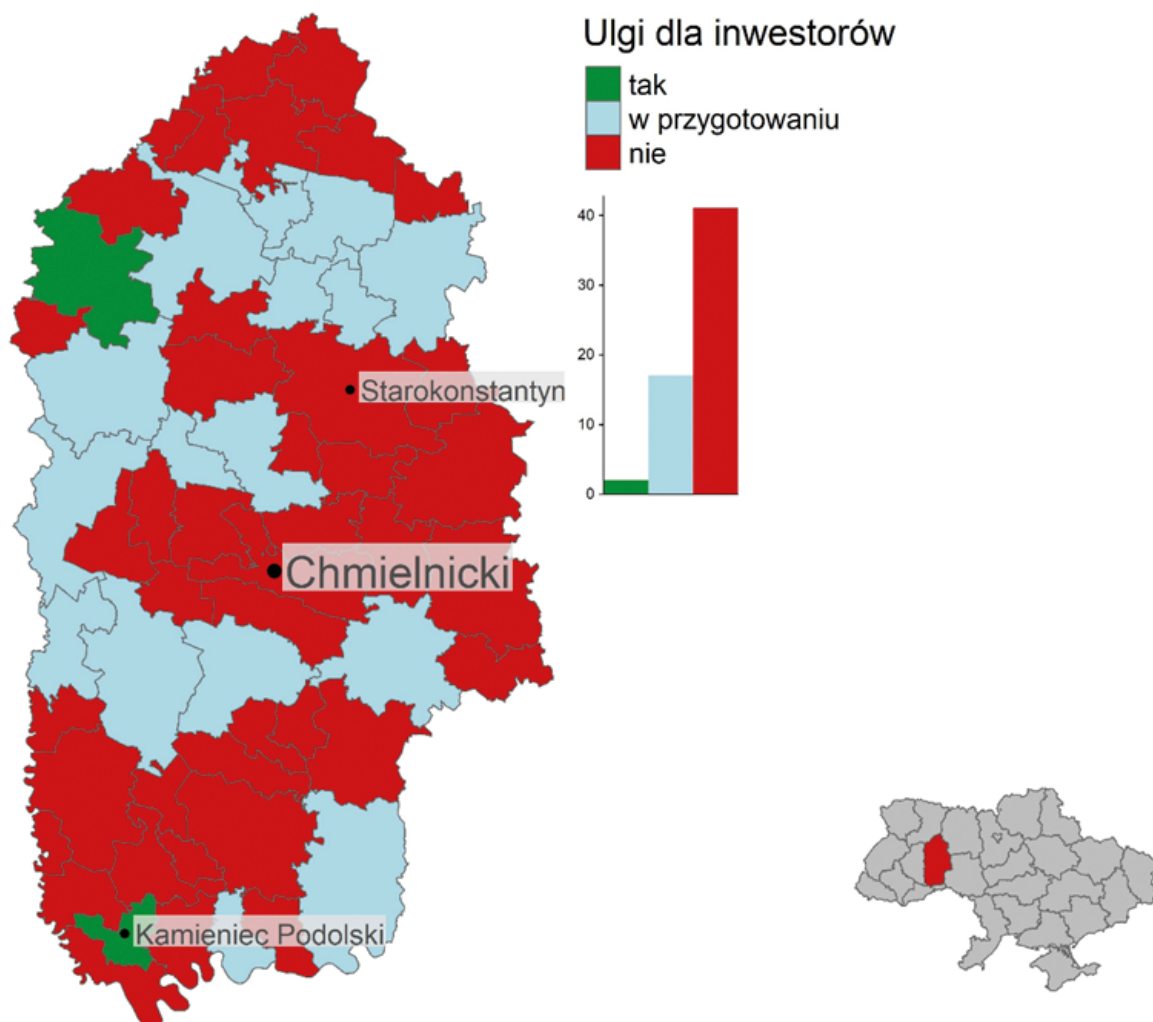 Ulgi dla inwestorów
tak
w przygotowaniu
nie
40
30
20
10
0
Starokonstantyn
Chmielnicki
Kamieniec Podolski